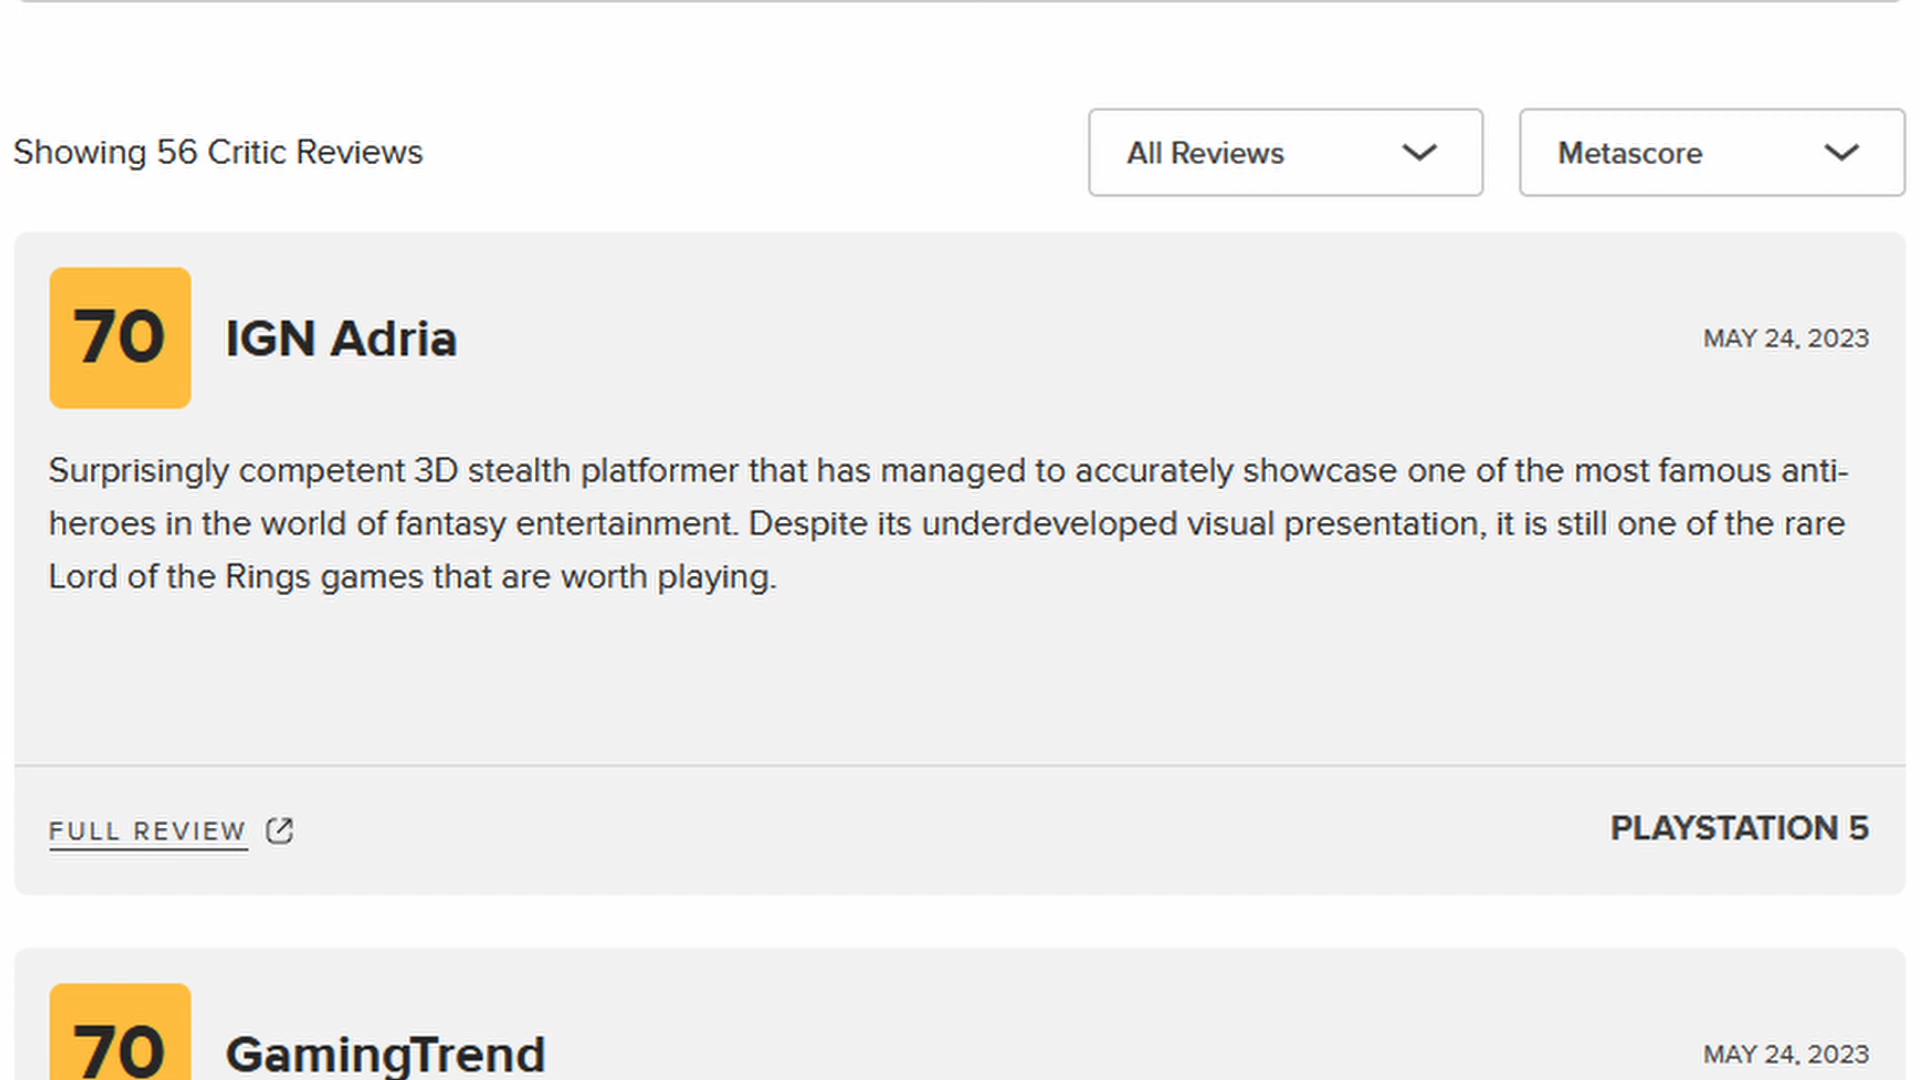 Showing 56 Critic Reviews
All Reviews
Metascore
70
IGN Adria
MAY 24, 2023
Surprisingly competent 3D stealth platformer that has managed to accurately showcase one of the most famous anti-
heroes in the world of fantasy entertainment. Despite its underdeveloped visual presentation, it is still one of the rare
Lord of the Rings games that are worth playing.
FULL REVIEW
PLAYSTATION 5
70
GamingTrend
MAY 24, 2023